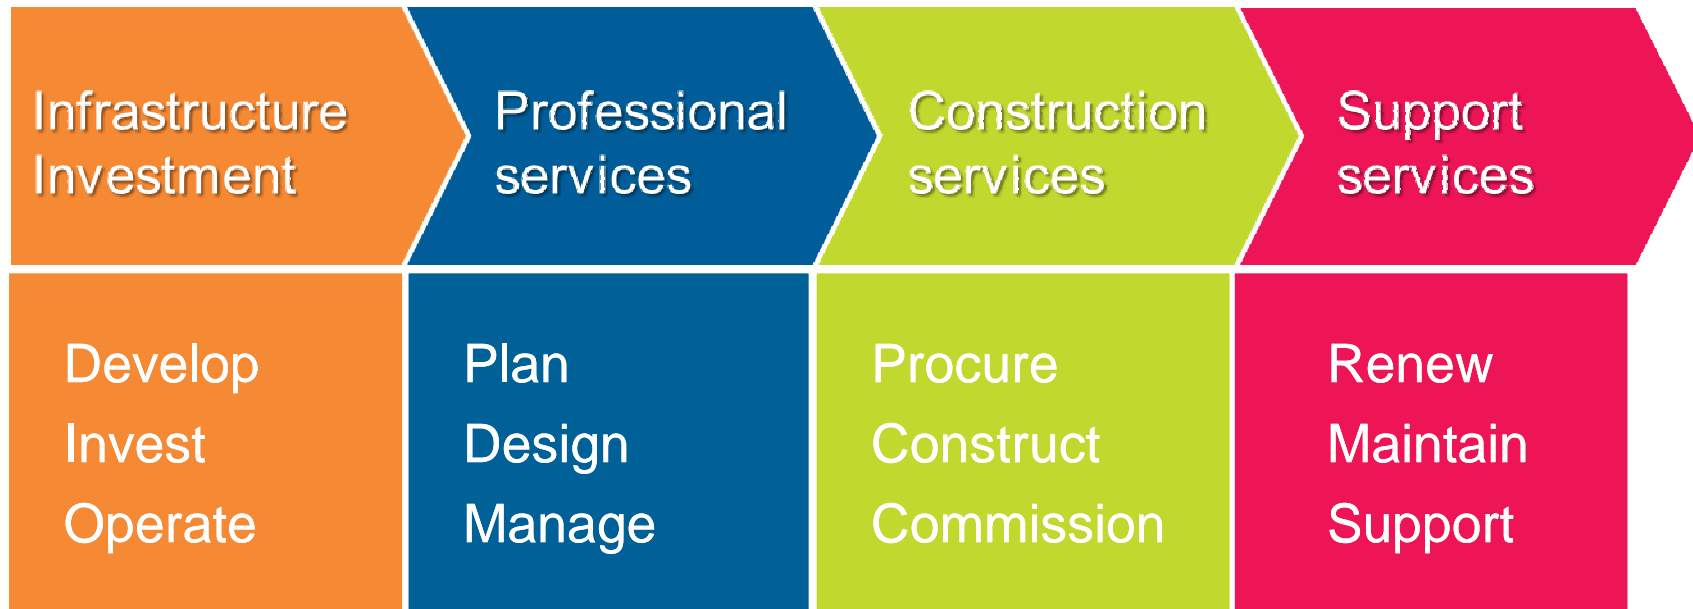 Infrastructure
Investment
Professional
services
Construction
services
Support
services
Develop
Invest
Operate
Plan
Design
Manage
Procure
Construct
Commission
Renew
Maintain
Support